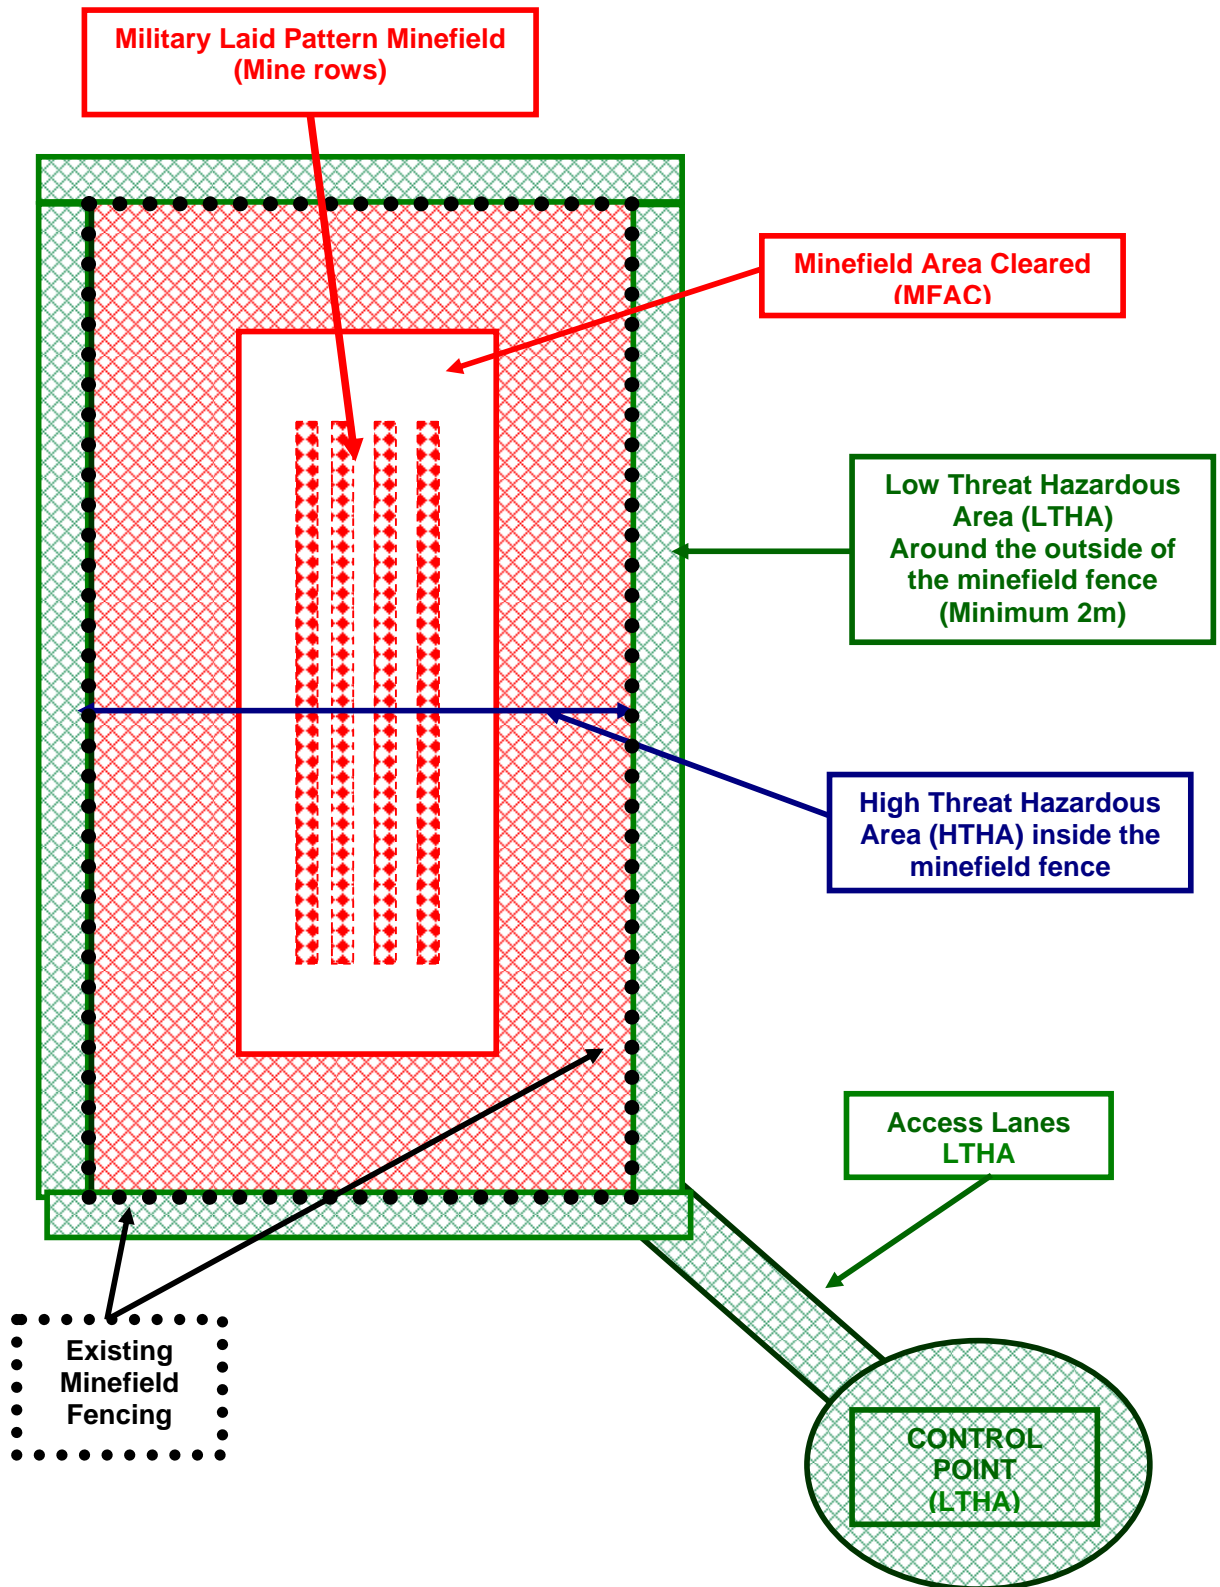 Military Laid Pattern Minefield
(Mine rows)
Minefield Area Cleared
(MFAC)
Low Threat Hazardous
Area (LTHA)
Around the outside of
the minefield fence
(Minimum 2m)
High Threat Hazardous
Area (HTHA) inside the
minefield fence
Access Lanes
LTHA
Existing
Minefield
Fencing
CONTROL
POINT
(LTHA)